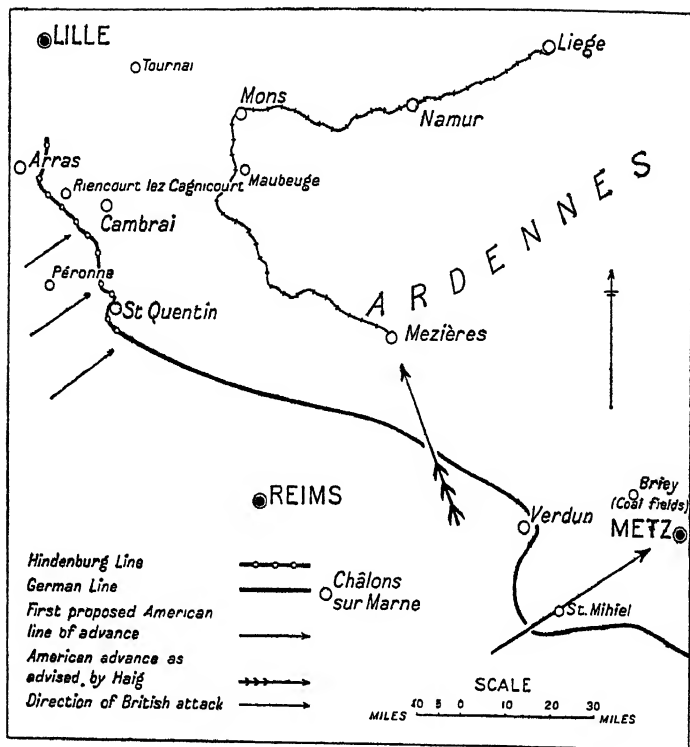 LILLE
Tournai
Liege
Mons
Namur
Arras
Maubeuge
Riencourt lez Cagnicourt
Cambrai
ARDENNES
Péronne
St Quentin
Mezières
REIMS
Briey
(Coal fields)
Verdun
METZ
Hindenburg Line
German Line
Châlons
sur Marne
First proposed American
line of advance
St. Mihiel
American advance as
advised by Haig
Direction of British attack
SCALE
40 5 0 10 20 30
MILES MILES